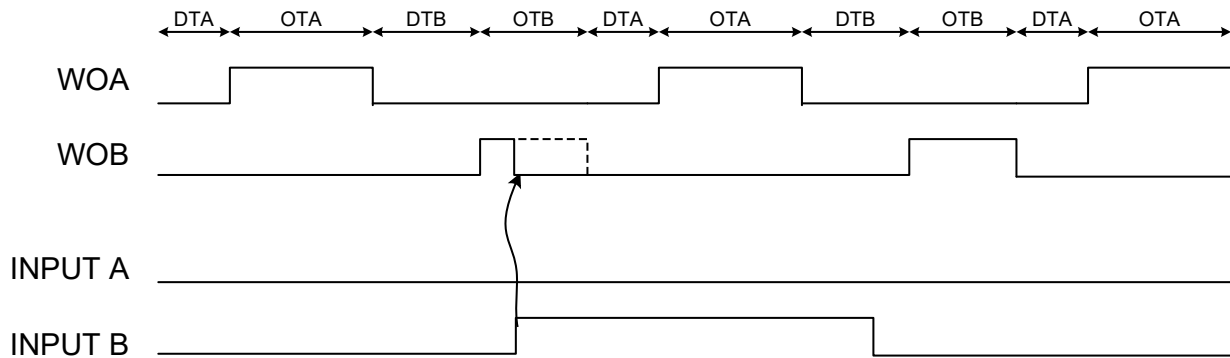 DTA OTA DTB OTB DTA OTA DTB OTB DTA OTA
WOA
WOB
INPUT A
INPUT B